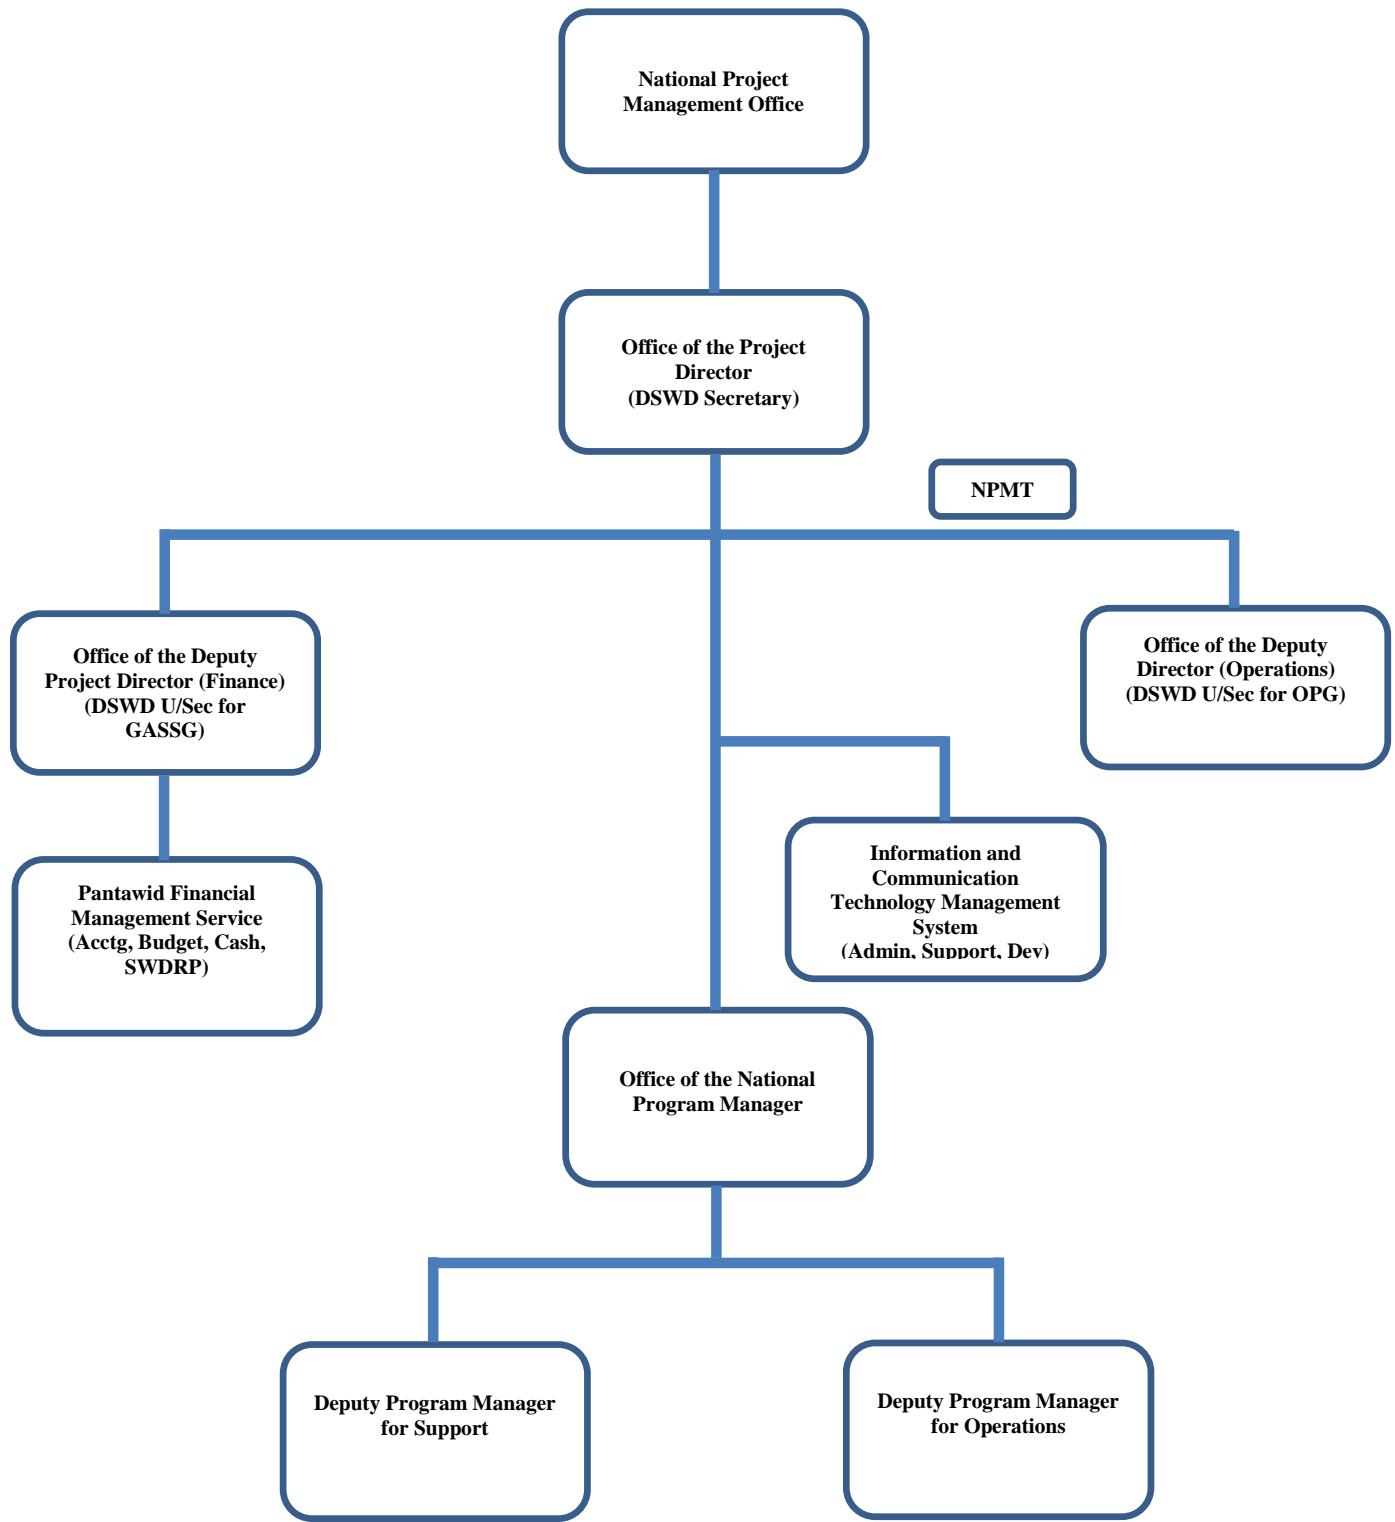 National Project
Management Office
Office of the Project
Director
(DSWD Secretary)
NPMT
Office of the Deputy
Project Director (Finance)
(DSWD U/Sec for
GASSG)
Office of the Deputy
Director (Operations)
(DSWD U/Sec for OPG)
Pantawid Financial
Management Service
(Acctg, Budget, Cash,
SWDRP)
Information and
Communication
Technology Management
System
(Admin, Support, Dev)
Office of the National
Program Manager
Deputy Program Manager
for Support
Deputy Program Manager
for Operations